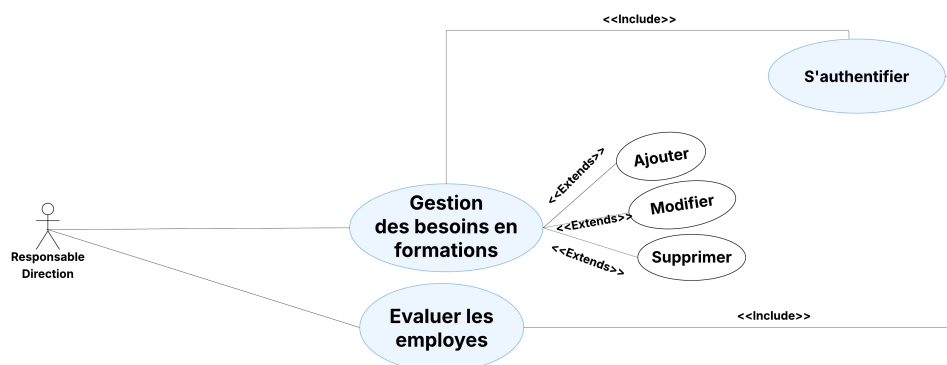 <<Include>>
S'authentifier
<<Extends>>
Ajouter
Gestion
des besoins en
formations
<<Extends>>
Modifier
<<Extends>>
Supprimer
Responsable
Direction
Evaluer les
employes
<<Include>>